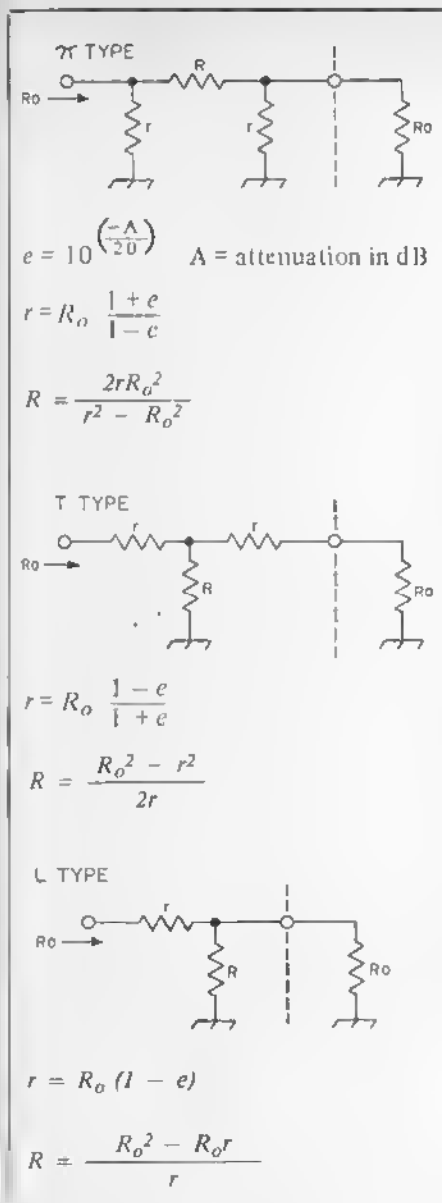 π TYPE
R
Ro → r r Ro
e = 10^(-A/20) A = attenuation in dB
r = Ro (1 + e)/(1 - e)
R = 2rRo²/(r² - Ro²)
T TYPE
r r
Ro → R Ro
r = Ro (1 - e)/(1 + e)
R = (Ro² - r²)/2r
L TYPE
r
Ro → R Ro
r = Ro (1 - e)
R = (Ro² - Ror)/r